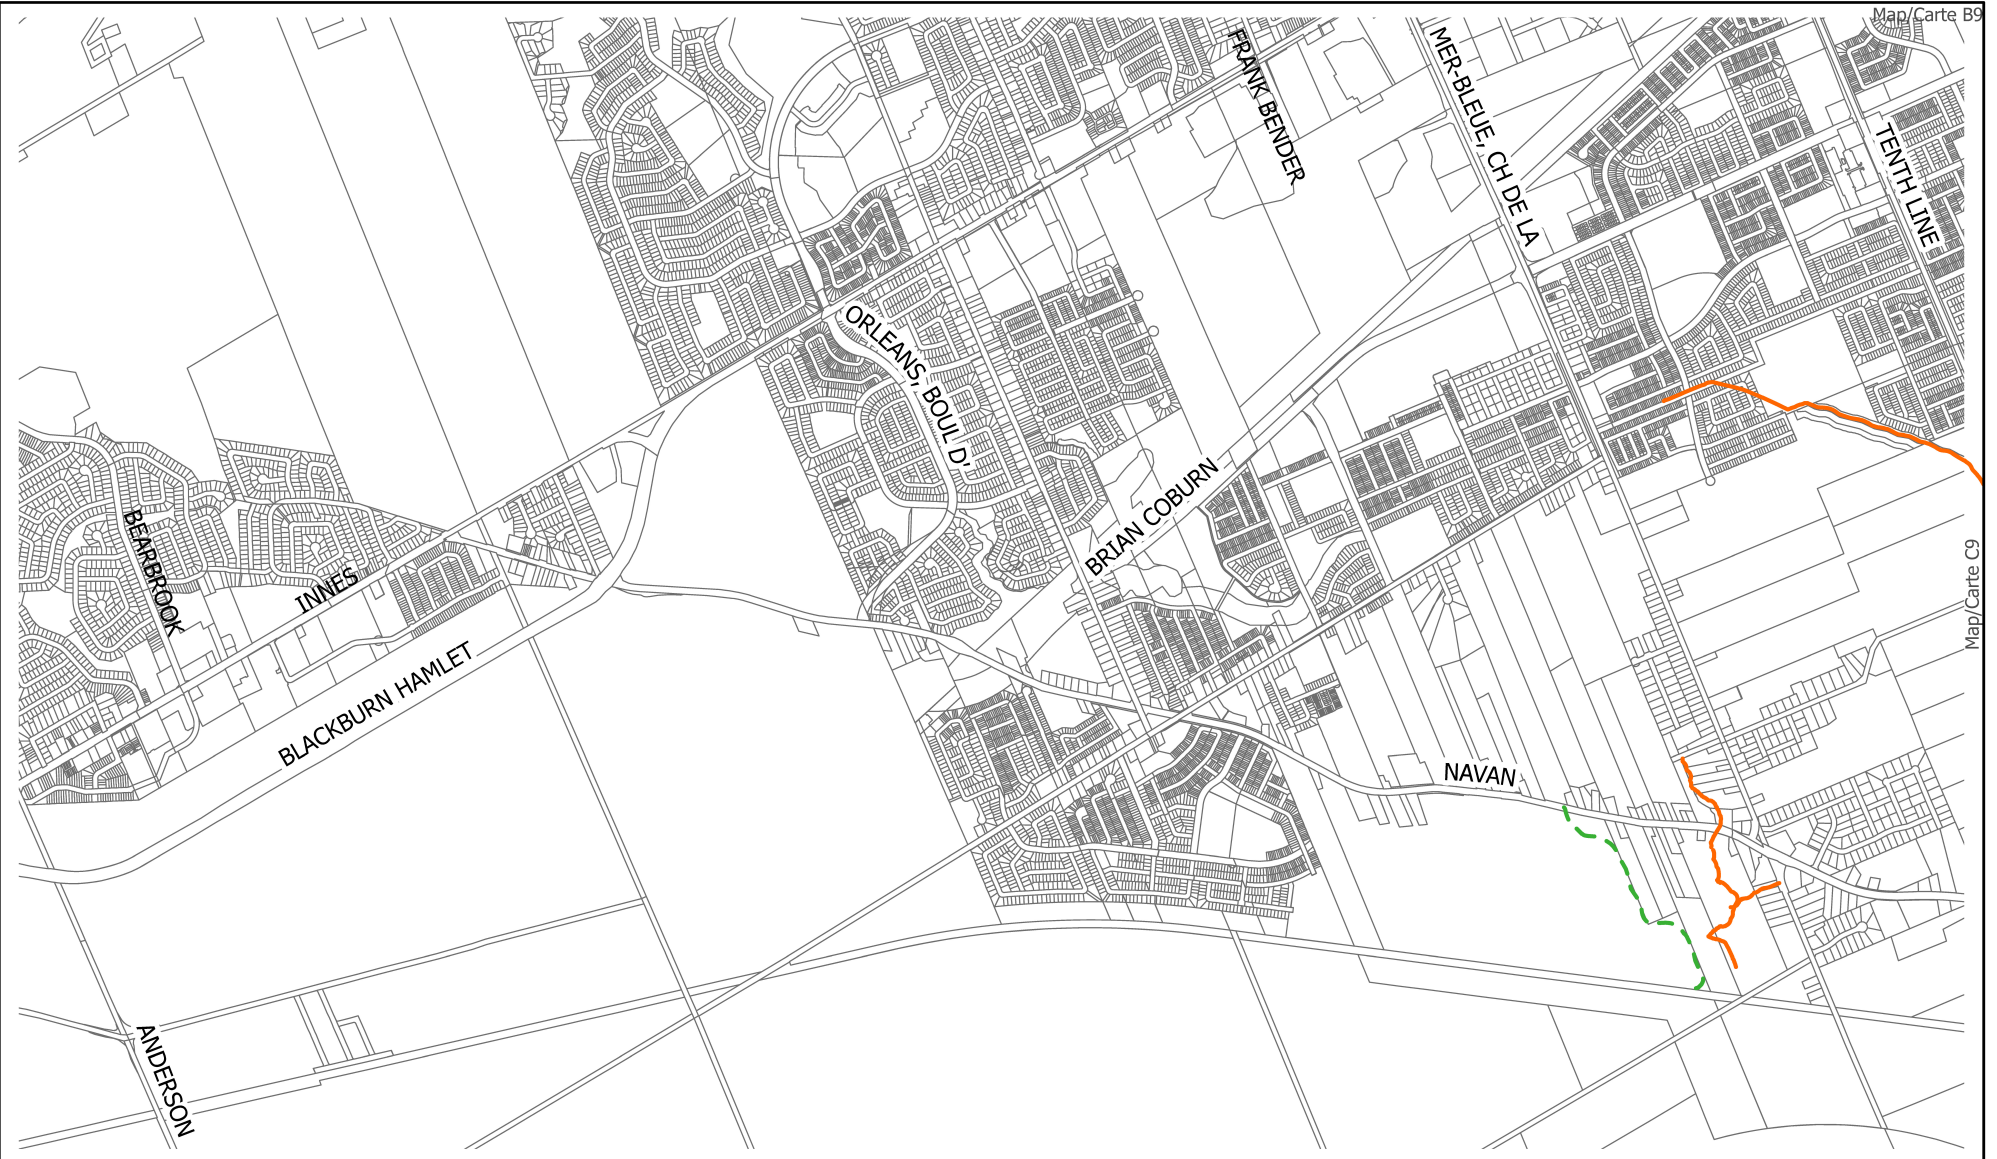 Map/Carte B9
FRANK BENDER
MER-BLEUE, CH DE LA
TENTH LINE
ORLEANS, BOUL D'
BRIAN COBURN
BEARBROOK
INNES
BLACKBURN HAMLET
Map/Carte C9
NAVAN
ANDERSON